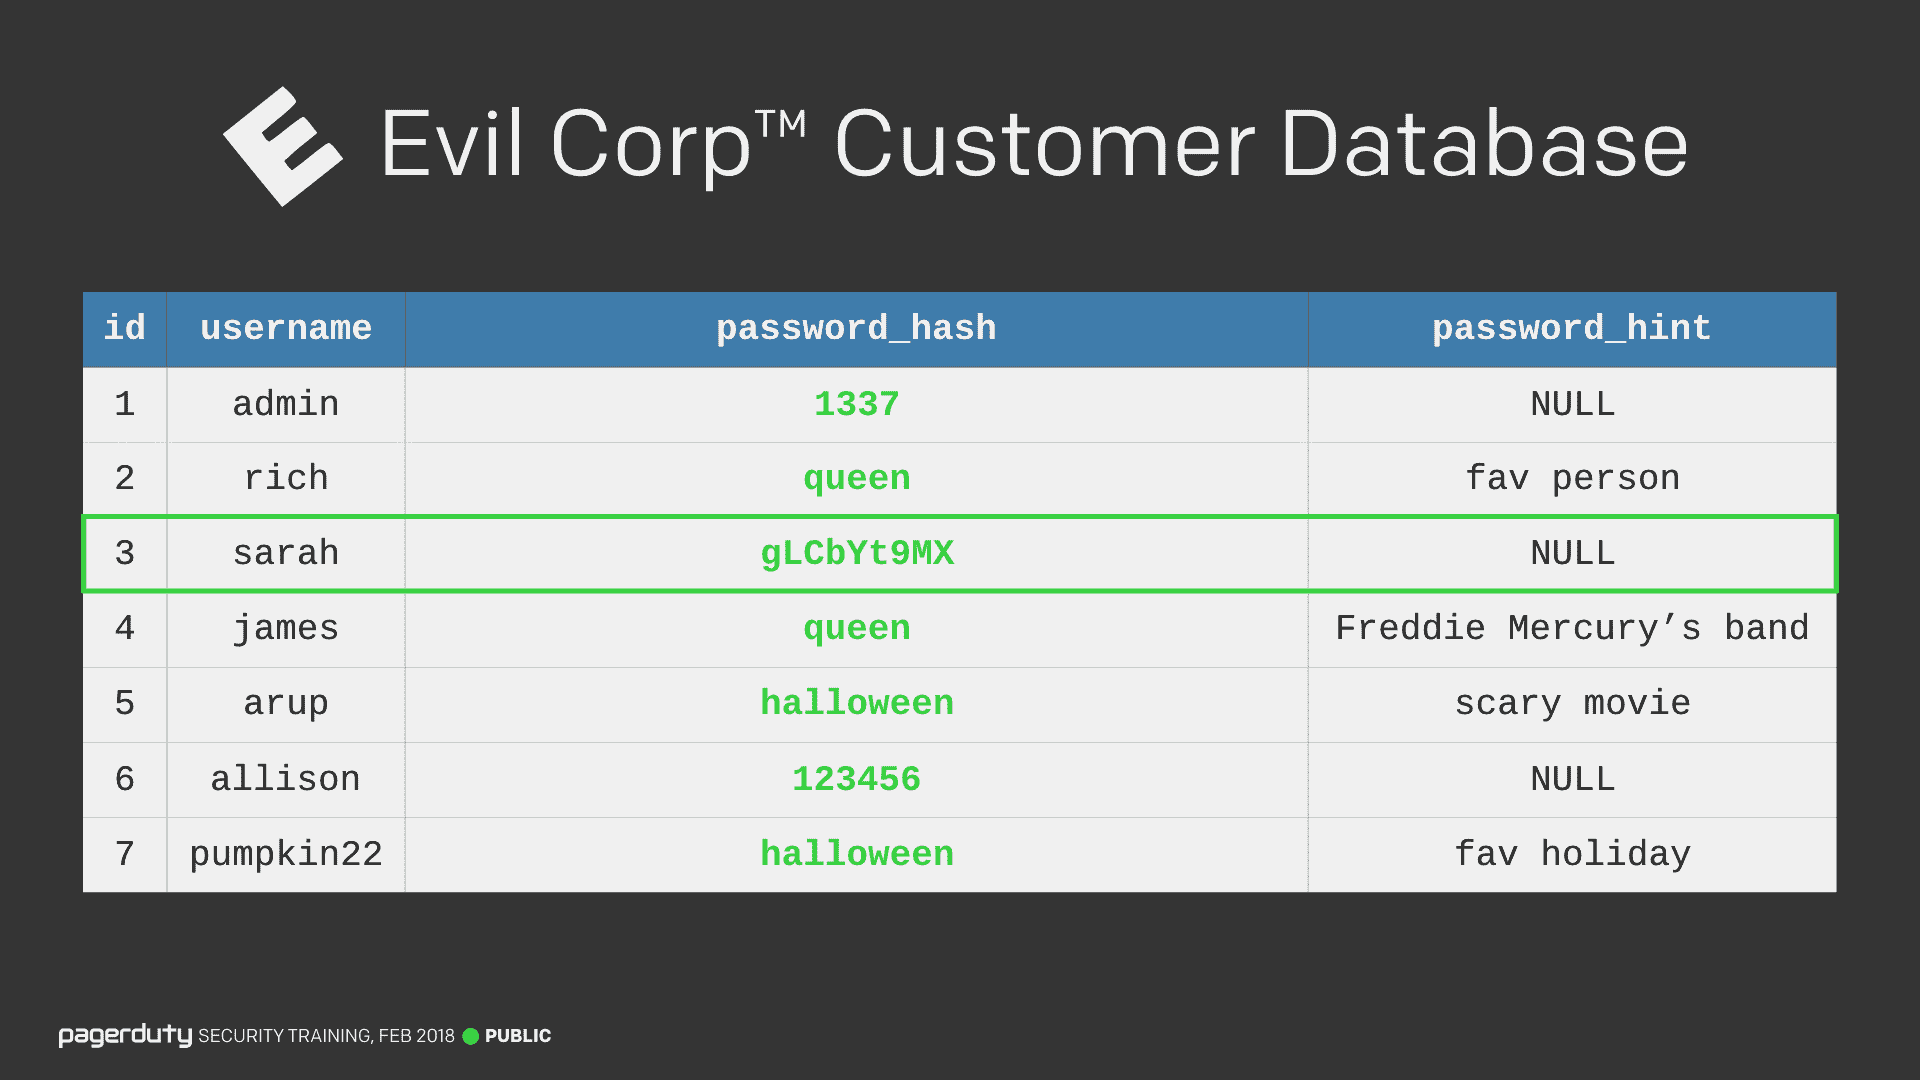 Evil Corp™ Customer Database
id username password_hash password_hint
1 admin 1337 NULL
2 rich queen fav person
3 sarah gLCbYt9MX NULL
4 james queen Freddie Mercury’s band
5 arup halloween scary movie
6 allison 123456 NULL
7 pumpkin22 halloween fav holiday
pagerduty SECURITY TRAINING, FEB 2018 PUBLIC